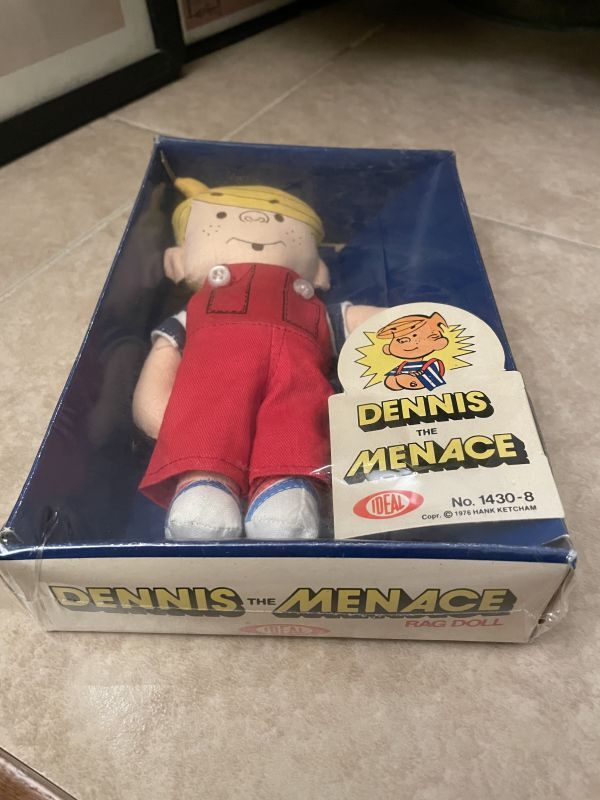 DENNIS
THE
MENACE
IDEAL
No. 1430-8
Copr. © 1976 HANK KETCHAM
DENNIS THE MENACE
RAG DOLL
IDEAL